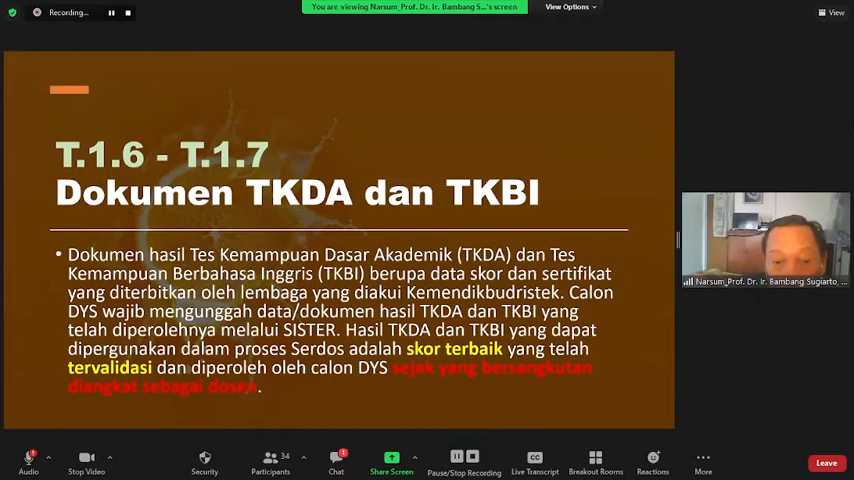 Recording...
You are viewing Narsum_Prof. Dr. Ir. Bambang S...'s screen
View Options
View
T.1.6 - T.1.7
Dokumen TKDA dan TKBI
• Dokumen hasil Tes Kemampuan Dasar Akademik (TKDA) dan Tes
Kemampuan Berbahasa Inggris (TKBI) berupa data skor dan sertifikat
yang diterbitkan oleh lembaga yang diakui Kemendikbudristek. Calon
DYS wajib mengunggah data/dokumen hasil TKDA dan TKBI yang
telah diperolehnya melalui SISTER. Hasil TKDA dan TKBI yang dapat
dipergunakan dalam proses Serdos adalah skor terbaik yang telah
tervalidasi dan diperoleh oleh calon DYS sejak yang bersangkutan
diangkat sebagai dosen.
Narsum_Prof. Dr. Ir. Bambang Sugiarto, ...
Audio
Stop Video
Security
Participants
34
Chat
1
Share Screen
Pause/Stop Recording
CC
Live Transcript
Breakout Rooms
Reactions
More
Leave